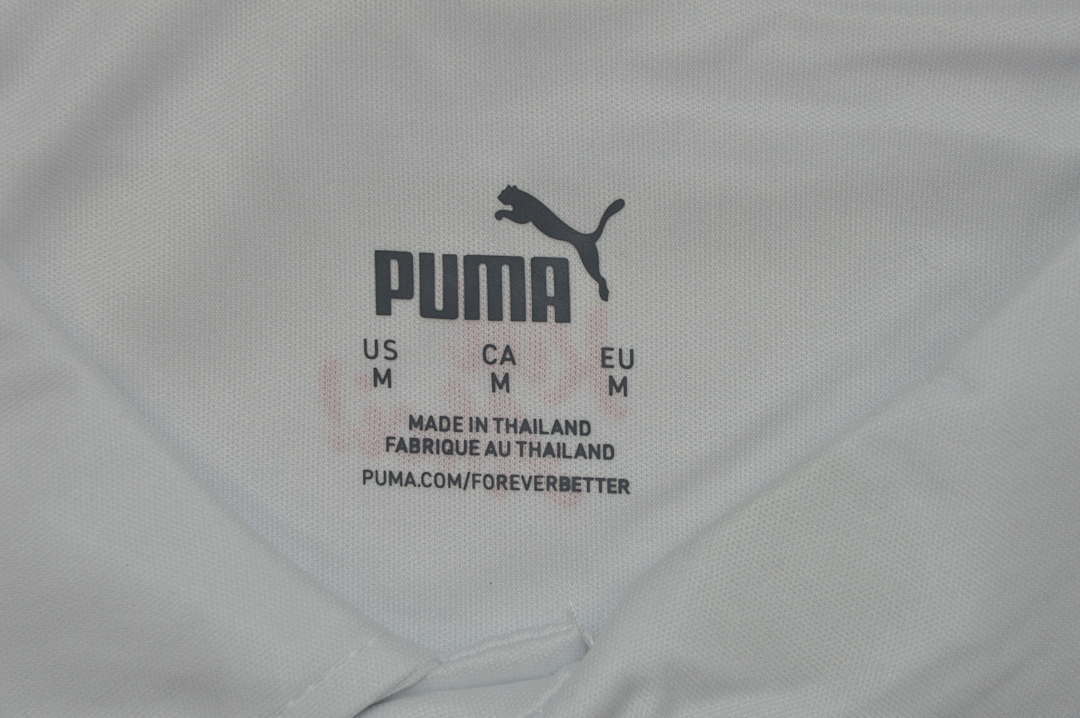 PUMA
US CA EU
M M M
MADE IN THAILAND
FABRIQUE AU THAILAND
PUMA.COM/FOREVERBETTER